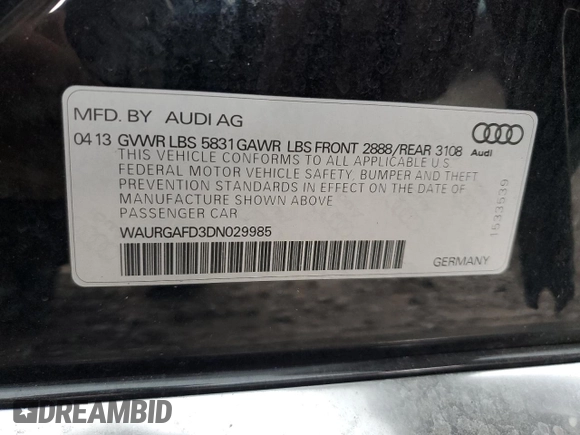 MFD. BY AUDI AG
04 13 GVWR LBS 5831 GAWR LBS FRONT 2888/REAR 3108
THIS VEHICLE CONFORMS TO ALL APPLICABLE U.S
FEDERAL MOTOR VEHICLE SAFETY, BUMPER AND THEFT
PREVENTION STANDARDS IN EFFECT ON THE DATE OF
MANUFACTURE SHOWN ABOVE
PASSENGER CAR
WAURGAFD3DN029985
GERMANY
Audi
1533539
DREAMBID